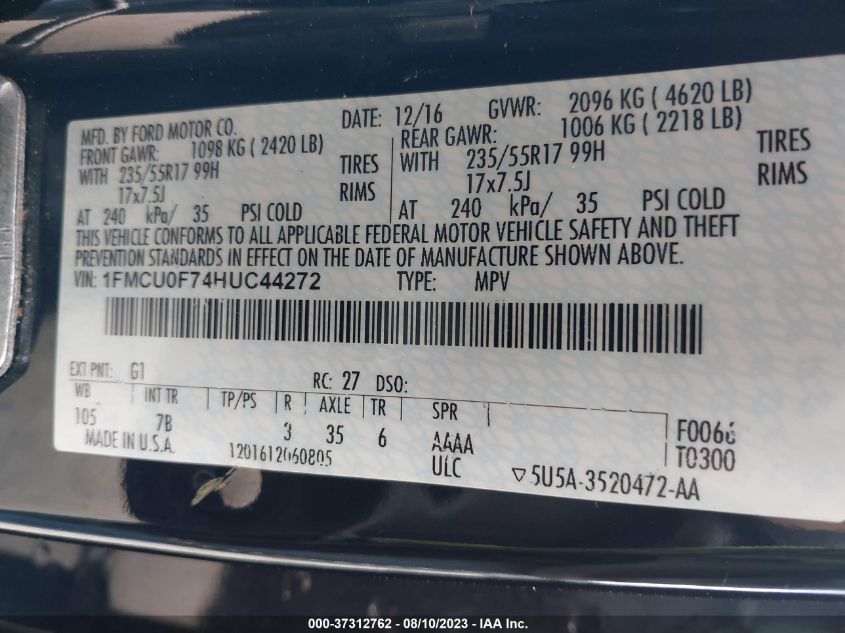 MFD. BY FORD MOTOR CO.
DATE: 12/16 GVWR: 2096 KG ( 4620 LB)
FRONT GAWR: 1098 KG ( 2420 LB)
REAR GAWR: 1006 KG ( 2218 LB)
WITH 235/55R17 99H TIRES
WITH 235/55R17 99H TIRES
17x7.5J RIMS
17x7.5J RIMS
AT 240 kPa/ 35 PSI COLD
AT 240 kPa/ 35 PSI COLD
THIS VEHICLE CONFORMS TO ALL APPLICABLE FEDERAL MOTOR VEHICLE SAFETY AND THEFT
PREVENTION STANDARDS IN EFFECT ON THE DATE OF MANUFACTURE SHOWN ABOVE.
VIN: 1FMCU0F74HUC44272 TYPE: MPV
EXT PNT: G1 RC: 27 DSO:
WB INT TR TP/PS R AXLE TR SPR
105 7B 3 35 6 AAAA F0066
MADE IN U.S.A. 1201612060805 ULC T0300
▽5U5A-3520472-AA
000-37312762 - 08/10/2023 - IAA Inc.